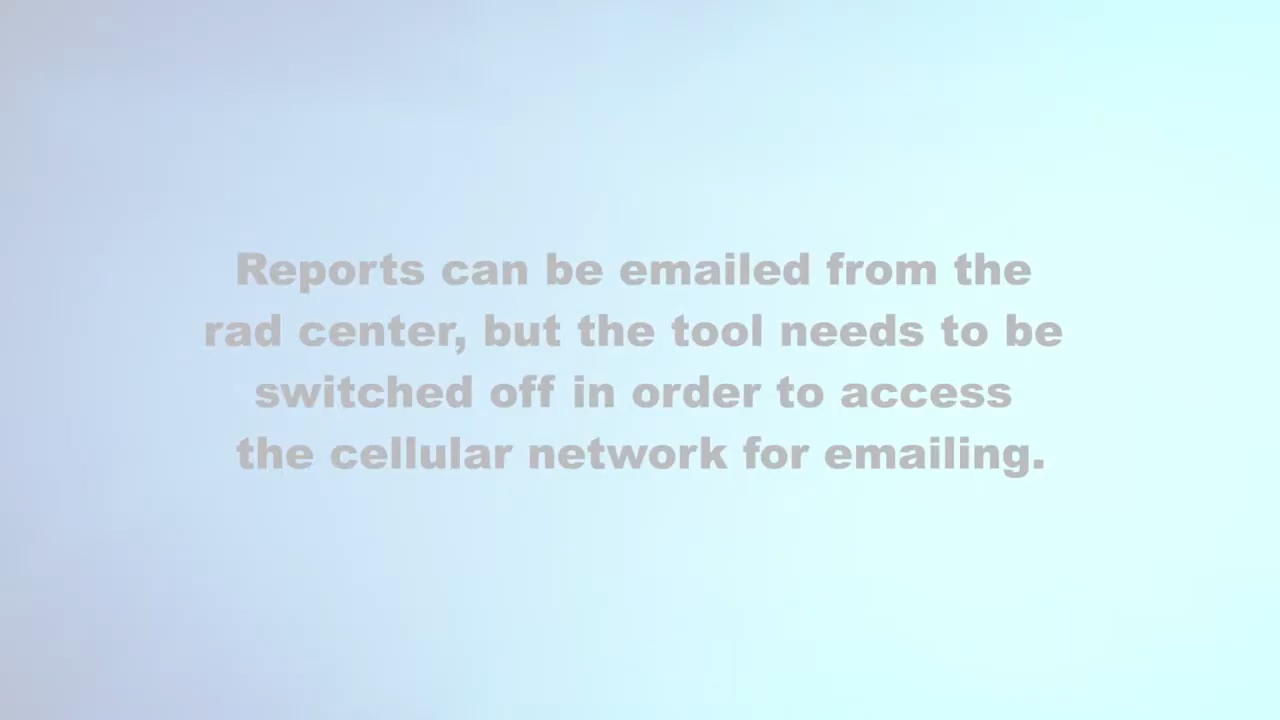 Reports can be emailed from the
rad center, but the tool needs to be
switched off in order to access
the cellular network for emailing.